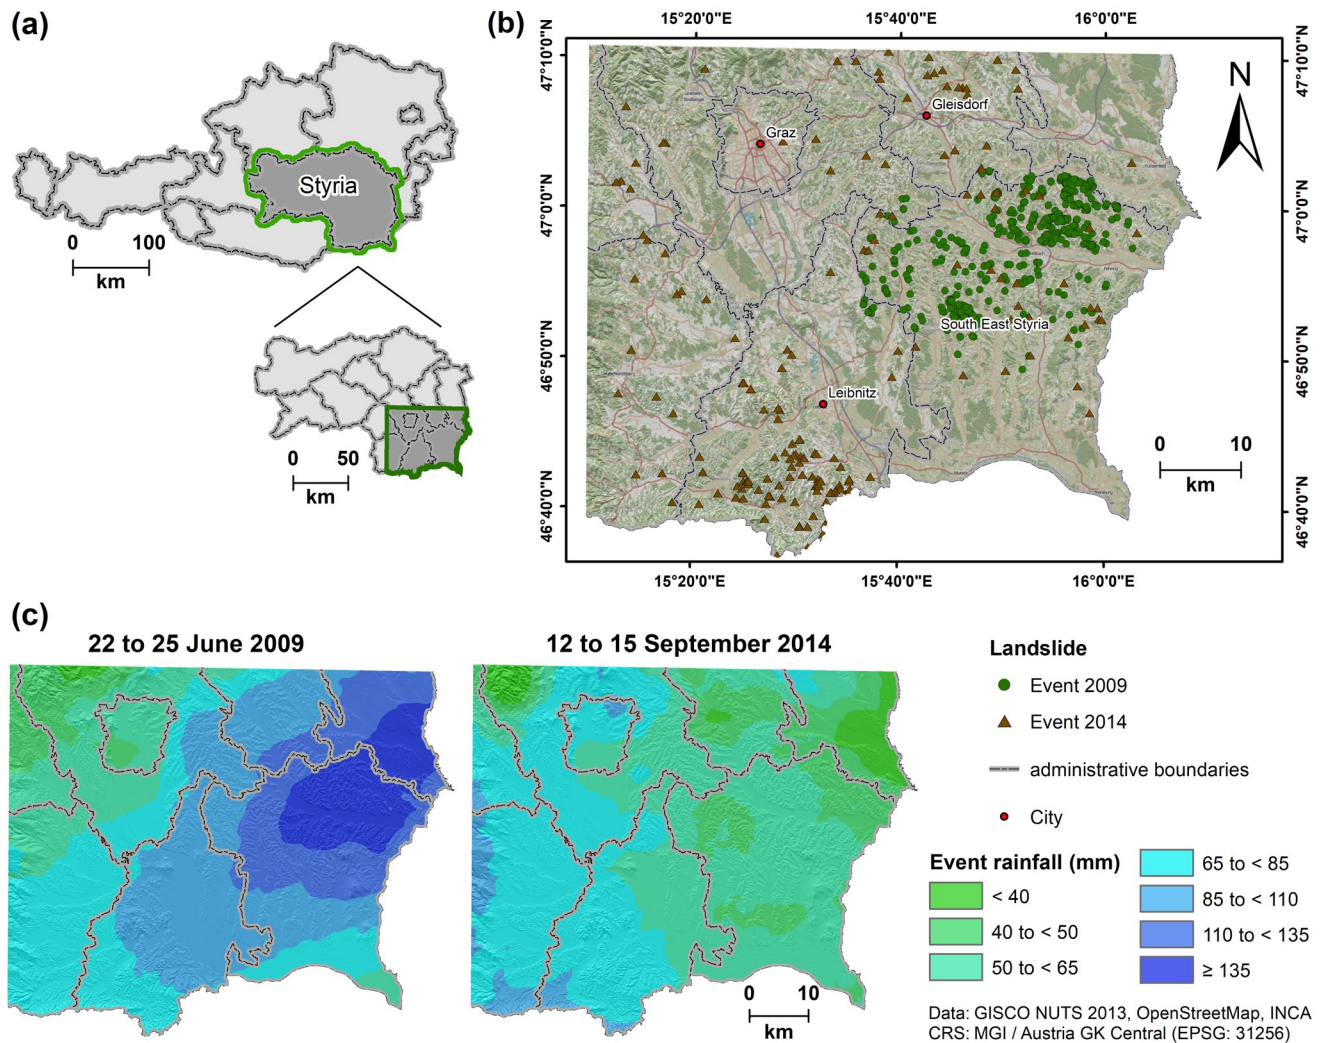 (a)
Styria
0 100
km
0 50
km
(b)
15°20'0"E 15°40'0"E 16°0'0"E
47°10'0"N 47°10'0"N
N
Gleisdorf
Graz
47°0'0"N 47°0'0"N
South East Styria
46°50'0"N 46°50'0"N
Leibnitz
0 10
km
46°40'0"N 46°40'0"N
15°20'0"E 15°40'0"E 16°0'0"E
(c)
22 to 25 June 2009
12 to 15 September 2014
0 10
km
Landslide
Event 2009
Event 2014
administrative boundaries
City
Event rainfall (mm)
< 40
40 to < 50
50 to < 65
65 to < 85
85 to < 110
110 to < 135
≥ 135
Data: GISCO NUTS 2013, OpenStreetMap, INCA
CRS: MGI / Austria GK Central (EPSG: 31256)